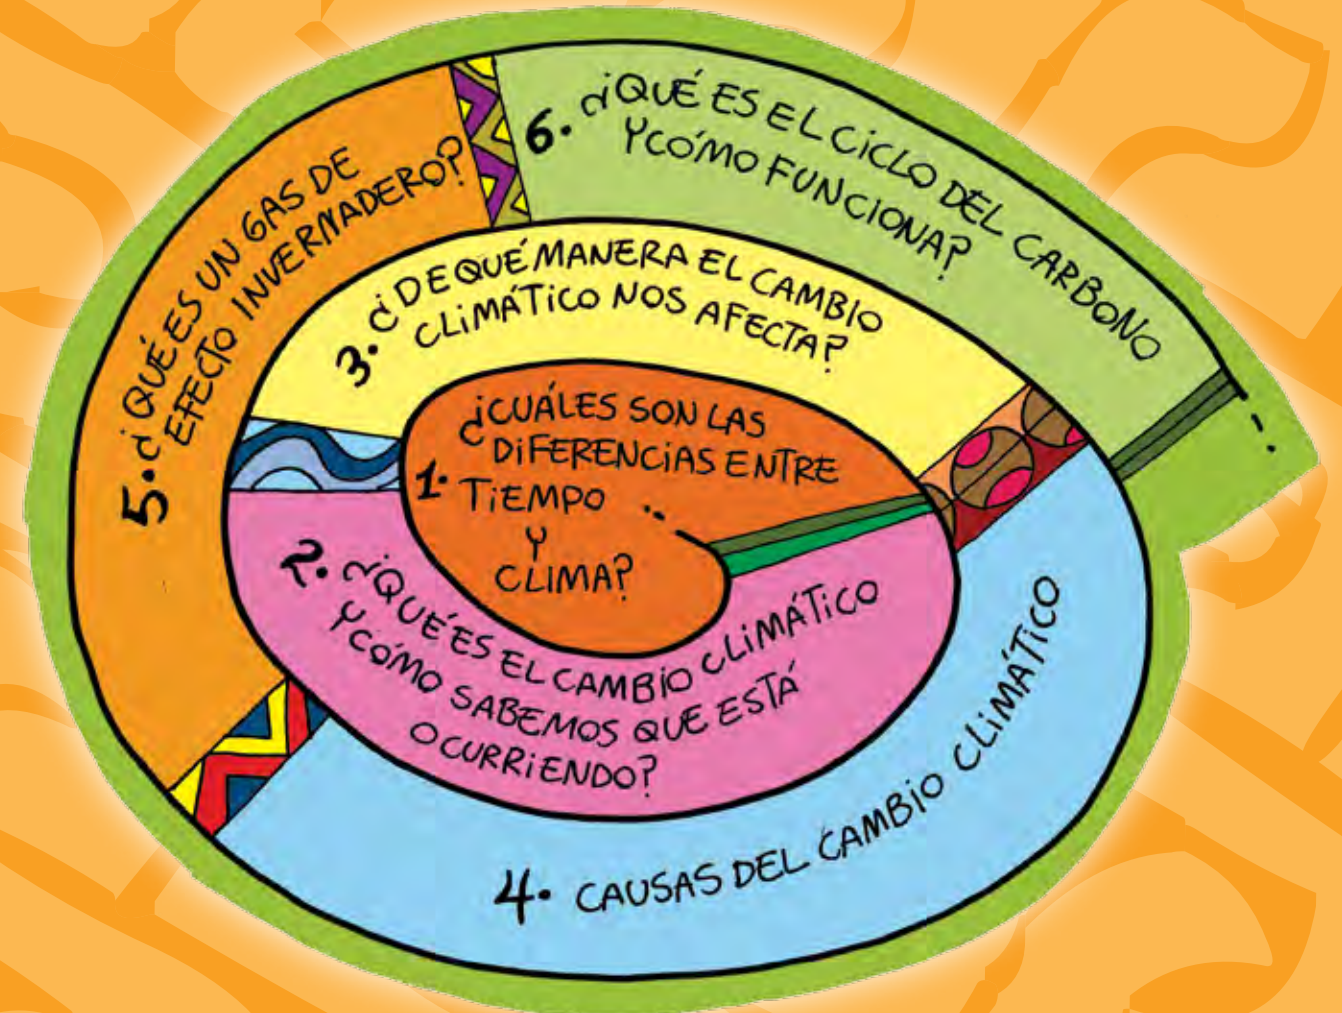 1. ¿CUÁLES SON LAS
DIFERENCIAS ENTRE
TIEMPO
Y
CLIMA?
2. ¿QUÉ ES EL CAMBIO CLIMÁTICO
Y CÓMO SABEMOS QUE ESTÁ
OCURRIENDO?
3. ¿DE QUÉ MANERA EL CAMBIO
CLIMÁTICO NOS AFECTA?
4. CAUSAS DEL CAMBIO CLIMÁTICO
5. ¿QUÉ ES UN GAS DE
EFECTO INVERNADERO?
6. ¿QUÉ ES EL CICLO DEL CARBONO
Y CÓMO FUNCIONA?